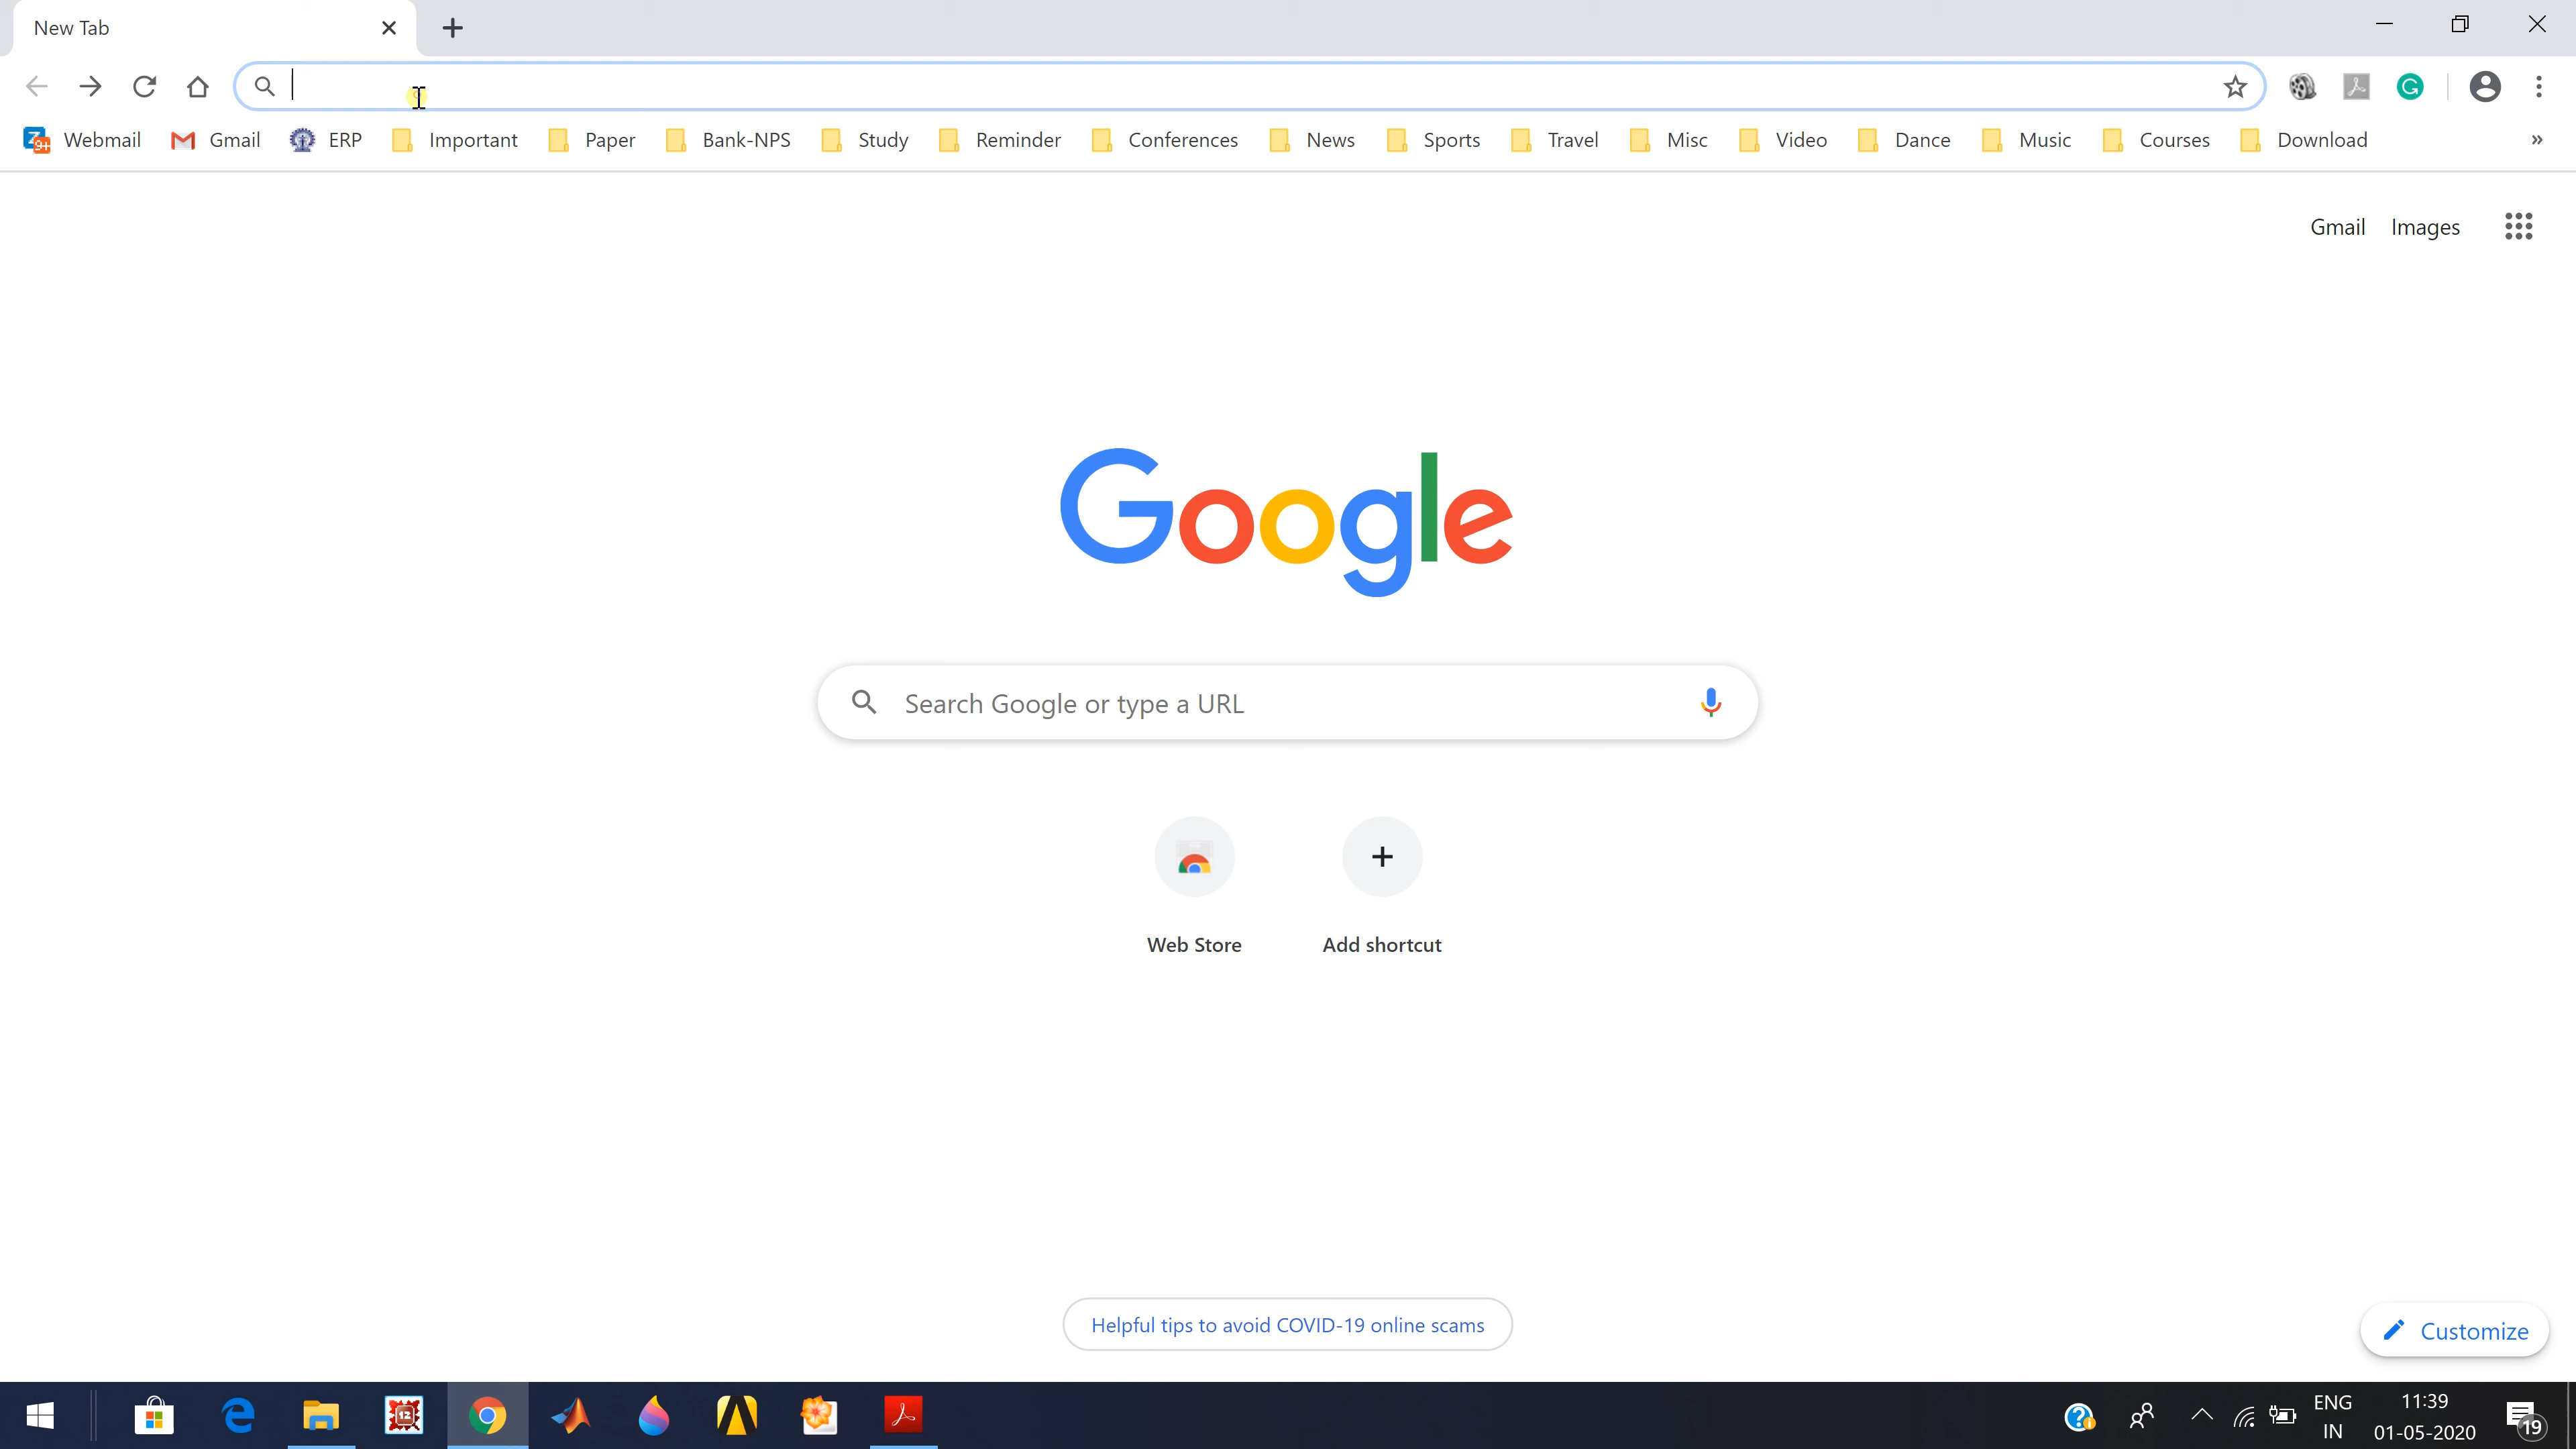 New Tab
Webmail Gmail ERP Important Paper Bank-NPS Study Reminder Conferences News Sports Travel Misc Video Dance Music Courses Download »
Gmail Images
Google
Search Google or type a URL
Web Store Add shortcut
Helpful tips to avoid COVID-19 online scams
Customize
ENG 11:39
IN 01-05-2020 19